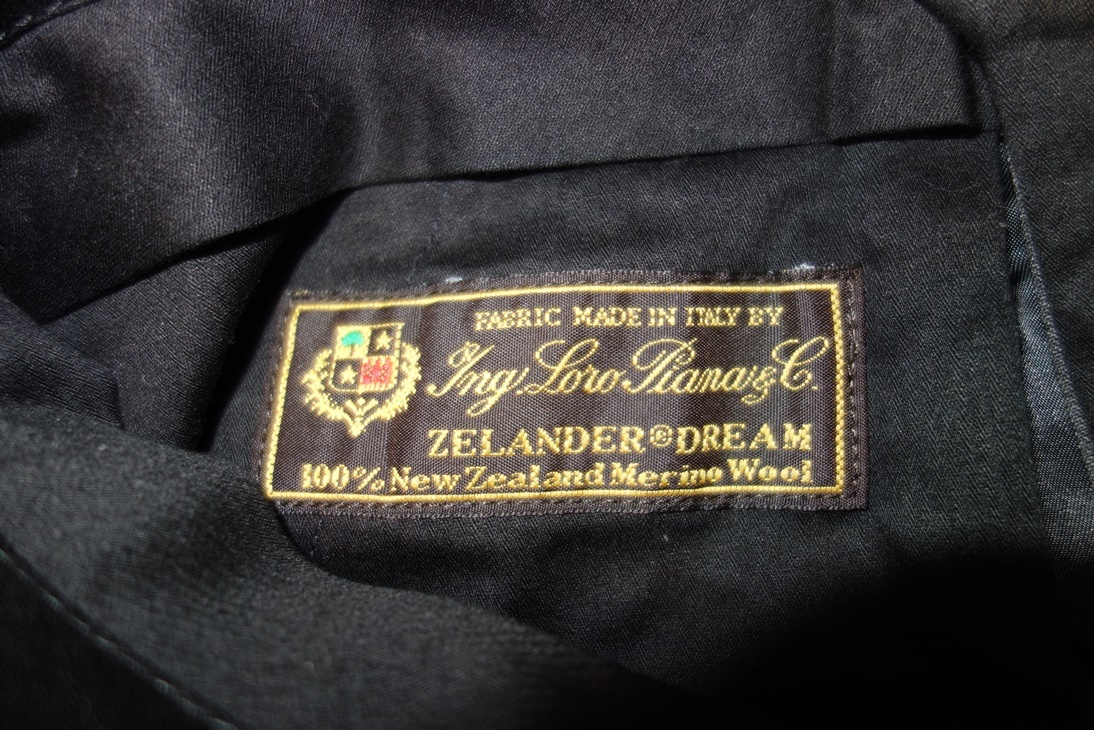 FABRIC MADE IN ITALY BY
Ing. Loro Piana & C.
ZELANDER® DREAM
100% New Zealand Merino Wool